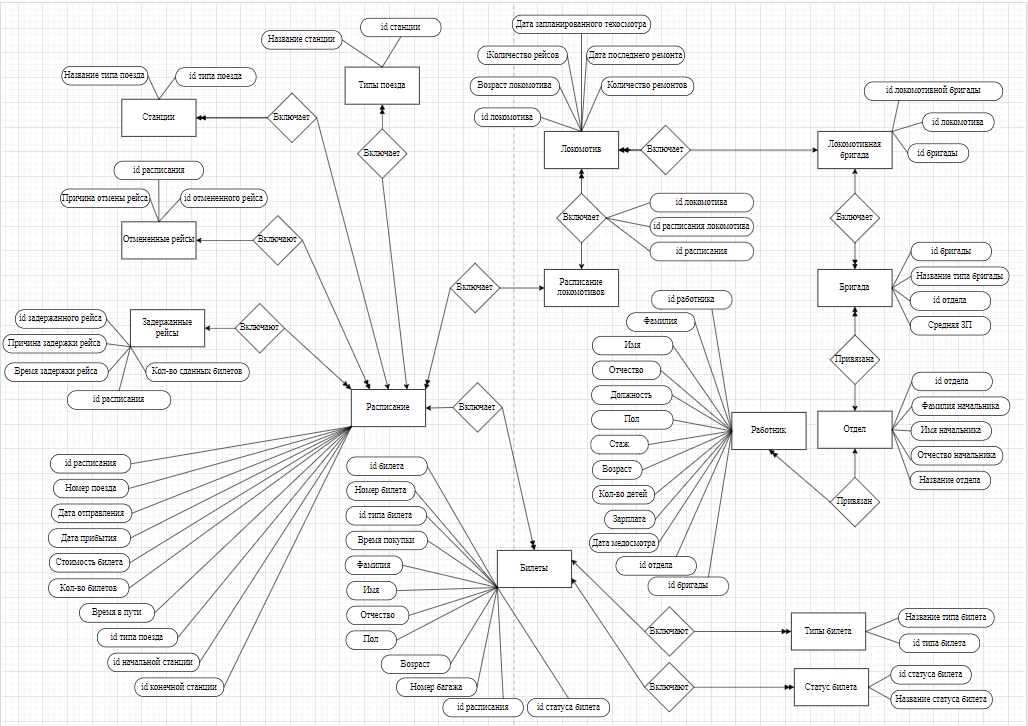 id станции
Название станции
Типы поезда
Название типа поезда
id типа поезда
Станции
Включает
Включает
id расписания
Причина отмены рейса
id отмененного рейса
Отмененные рейсы
Включают
id задержанного рейса
Причина задержки рейса
Время задержки рейса
Кол-во сданных билетов
id расписания
Задержанные
рейсы
Включают
Дата запланированного техосмотра
iКоличество рейсов
Дата последнего ремонта
Возраст локомотива
Количество ремонтов
id локомотива
Локомотив
Включает
id локомотивной бригады
id локомотива
id бригады
Локомотивная
бригада
Включает
id локомотива
id расписания локомотива
id расписания
Расписание
локомотивов
Включает
Включает
id бригады
Название типа бригады
id отдела
Средняя ЗП
Бригада
Привязана
id отдела
Фамилия начальника
Имя начальника
Отчество начальника
Название отдела
Отдел
Привязан
id работника
Фамилия
Имя
Отчество
Должность
Пол
Стаж
Возраст
Кол-во детей
Зарплата
Дата медосмотра
id отдела
id бригады
Работник
Расписание
Включает
id расписания
Номер поезда
Дата отправления
Дата прибытия
Стоимость билета
Кол-во билетов
Время в пути
id типа поезда
id начальной станции
id конечной станции
id билета
Номер билета
id типа билета
Время покупки
Фамилия
Имя
Отчество
Пол
Возраст
Номер багажа
id расписания
id статуса билета
Билеты
Включают
Типы билета
Название типа билета
id типа билета
Включают
Статус билета
id статуса билета
Название статуса билета